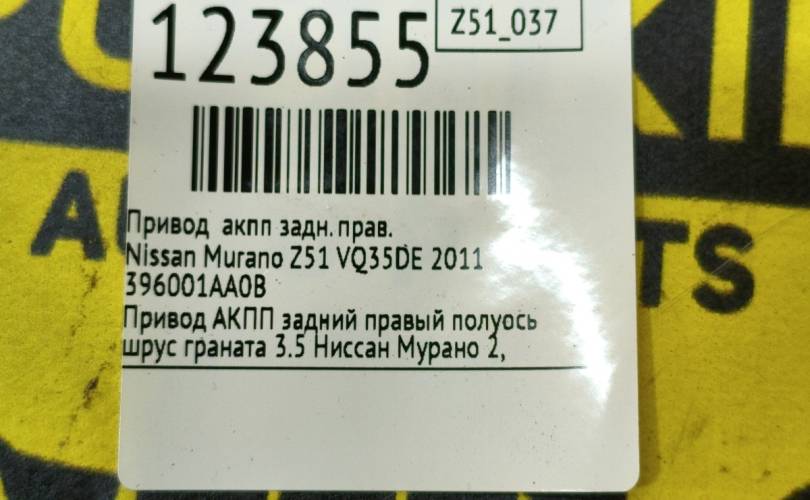 123855
Z51_037
Привод акпп задн. прав.
Nissan Murano Z51 VQ35DE 2011
396001AA0B
Привод АКПП задний правый полуось
шрус граната 3.5 Ниссан Мурано 2,